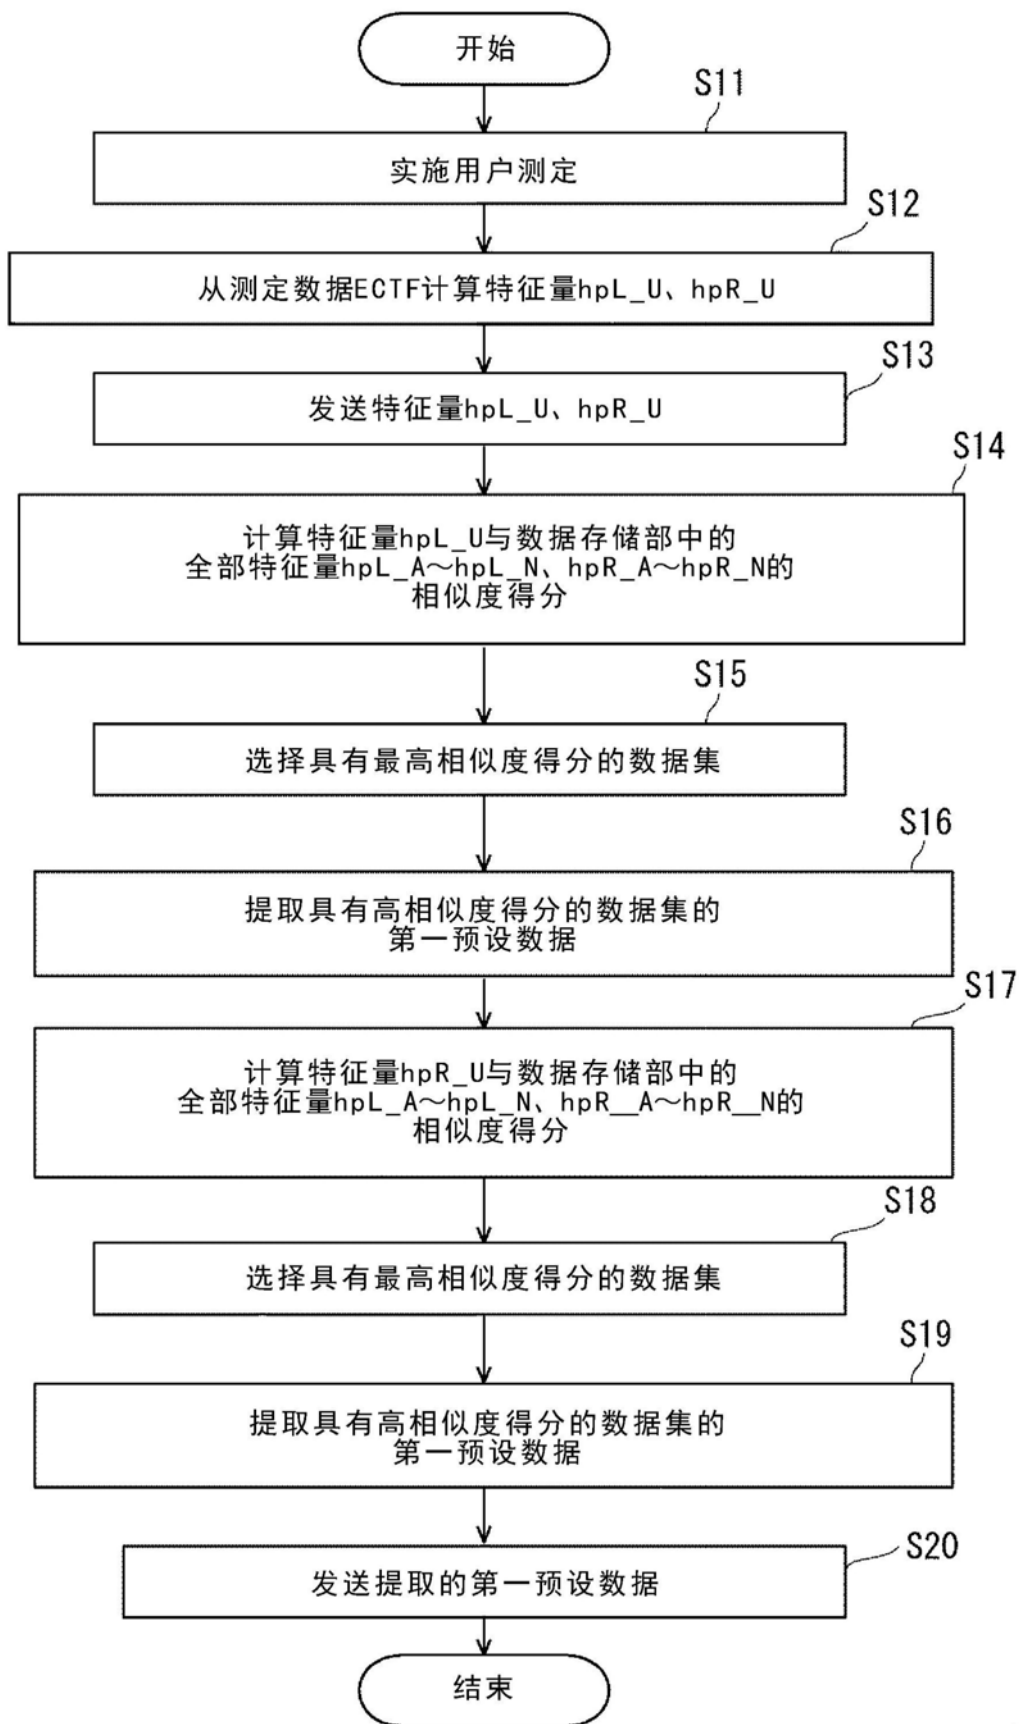 开始
S11
实施用户测定
S12
从测定数据ECTF计算特征量hpL_U、hpR_U
S13
发送特征量hpL_U、hpR_U
S14
计算特征量hpL_U与数据存储部中的
全部特征量hpL_A～hpL_N、hpR_A～hpR_N的
相似度得分
S15
选择具有最高相似度得分的数据集
S16
提取具有高相似度得分的数据集的
第一预设数据
S17
计算特征量hpR_U与数据存储部中的
全部特征量hpL_A～hpL_N、hpR__A～hpR__N的
相似度得分
S18
选择具有最高相似度得分的数据集
S19
提取具有高相似度得分的数据集的
第一预设数据
S20
发送提取的第一预设数据
结束